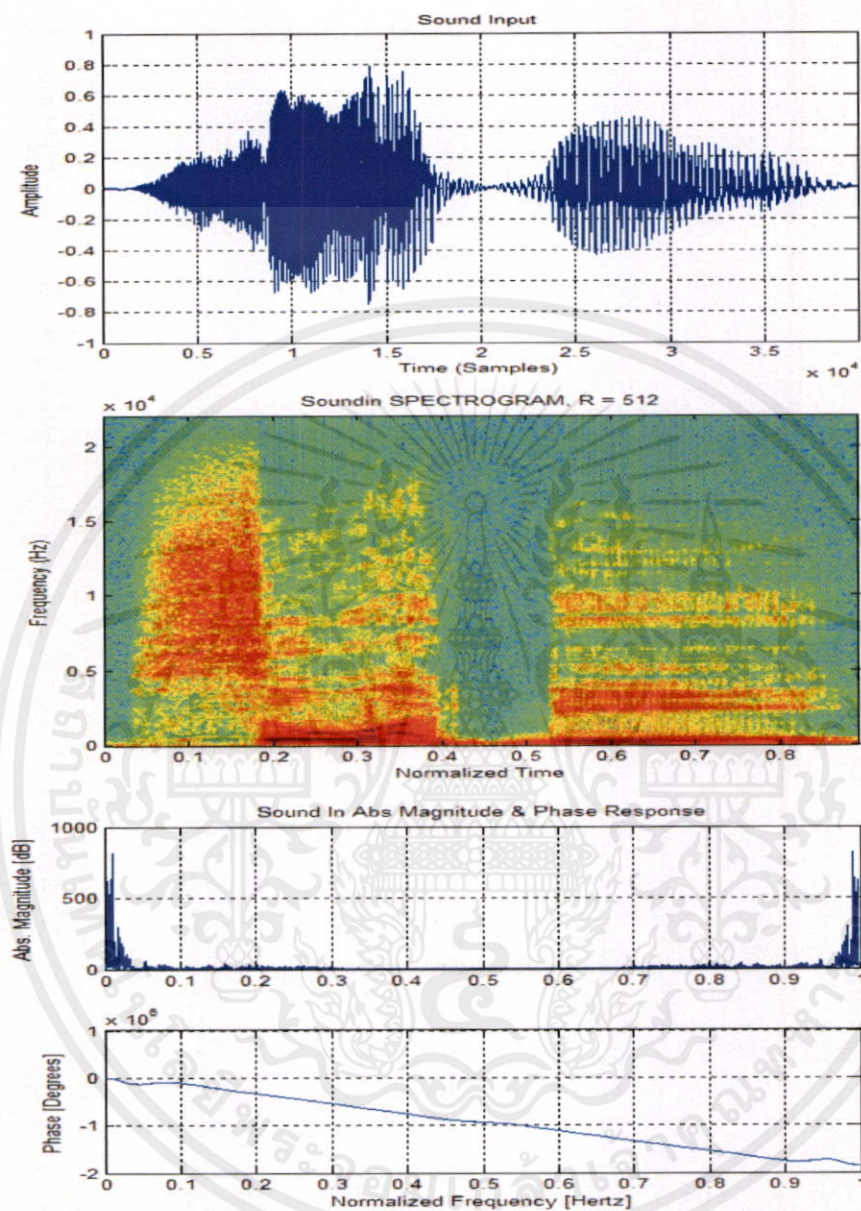 Sound Input
1
0.8
0.6
0.4
0.2
0
-0.2
-0.4
-0.6
-0.8
-1
Amplitude
0 0.5 1 1.5 2 2.5 3 3.5
Time (Samples)
x 10⁴
x 10⁴
Soundin SPECTROGRAM, R = 512
2
1.5
1
0.5
0
Frequency (Hz)
0 0.1 0.2 0.3 0.4 0.5 0.6 0.7 0.8
Normalized Time
Sound In Abs Magnitude & Phase Response
1000
500
0
Abs. Magnitude [dB]
0 0.1 0.2 0.3 0.4 0.5 0.6 0.7 0.8 0.9 1
x 10⁶
1
0
-1
-2
Phase [Degrees]
0 0.1 0.2 0.3 0.4 0.5 0.6 0.7 0.8 0.9 1
Normalized Frequency [Hertz]